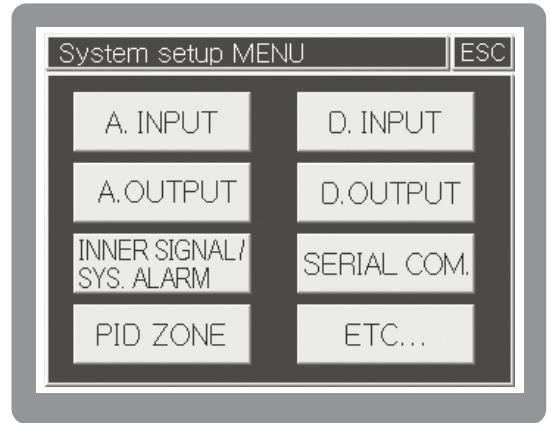 System setup MENU ESC
A. INPUT D. INPUT
A.OUTPUT D.OUTPUT
INNER SIGNAL/
SYS. ALARM
SERIAL COM.
PID ZONE ETC...